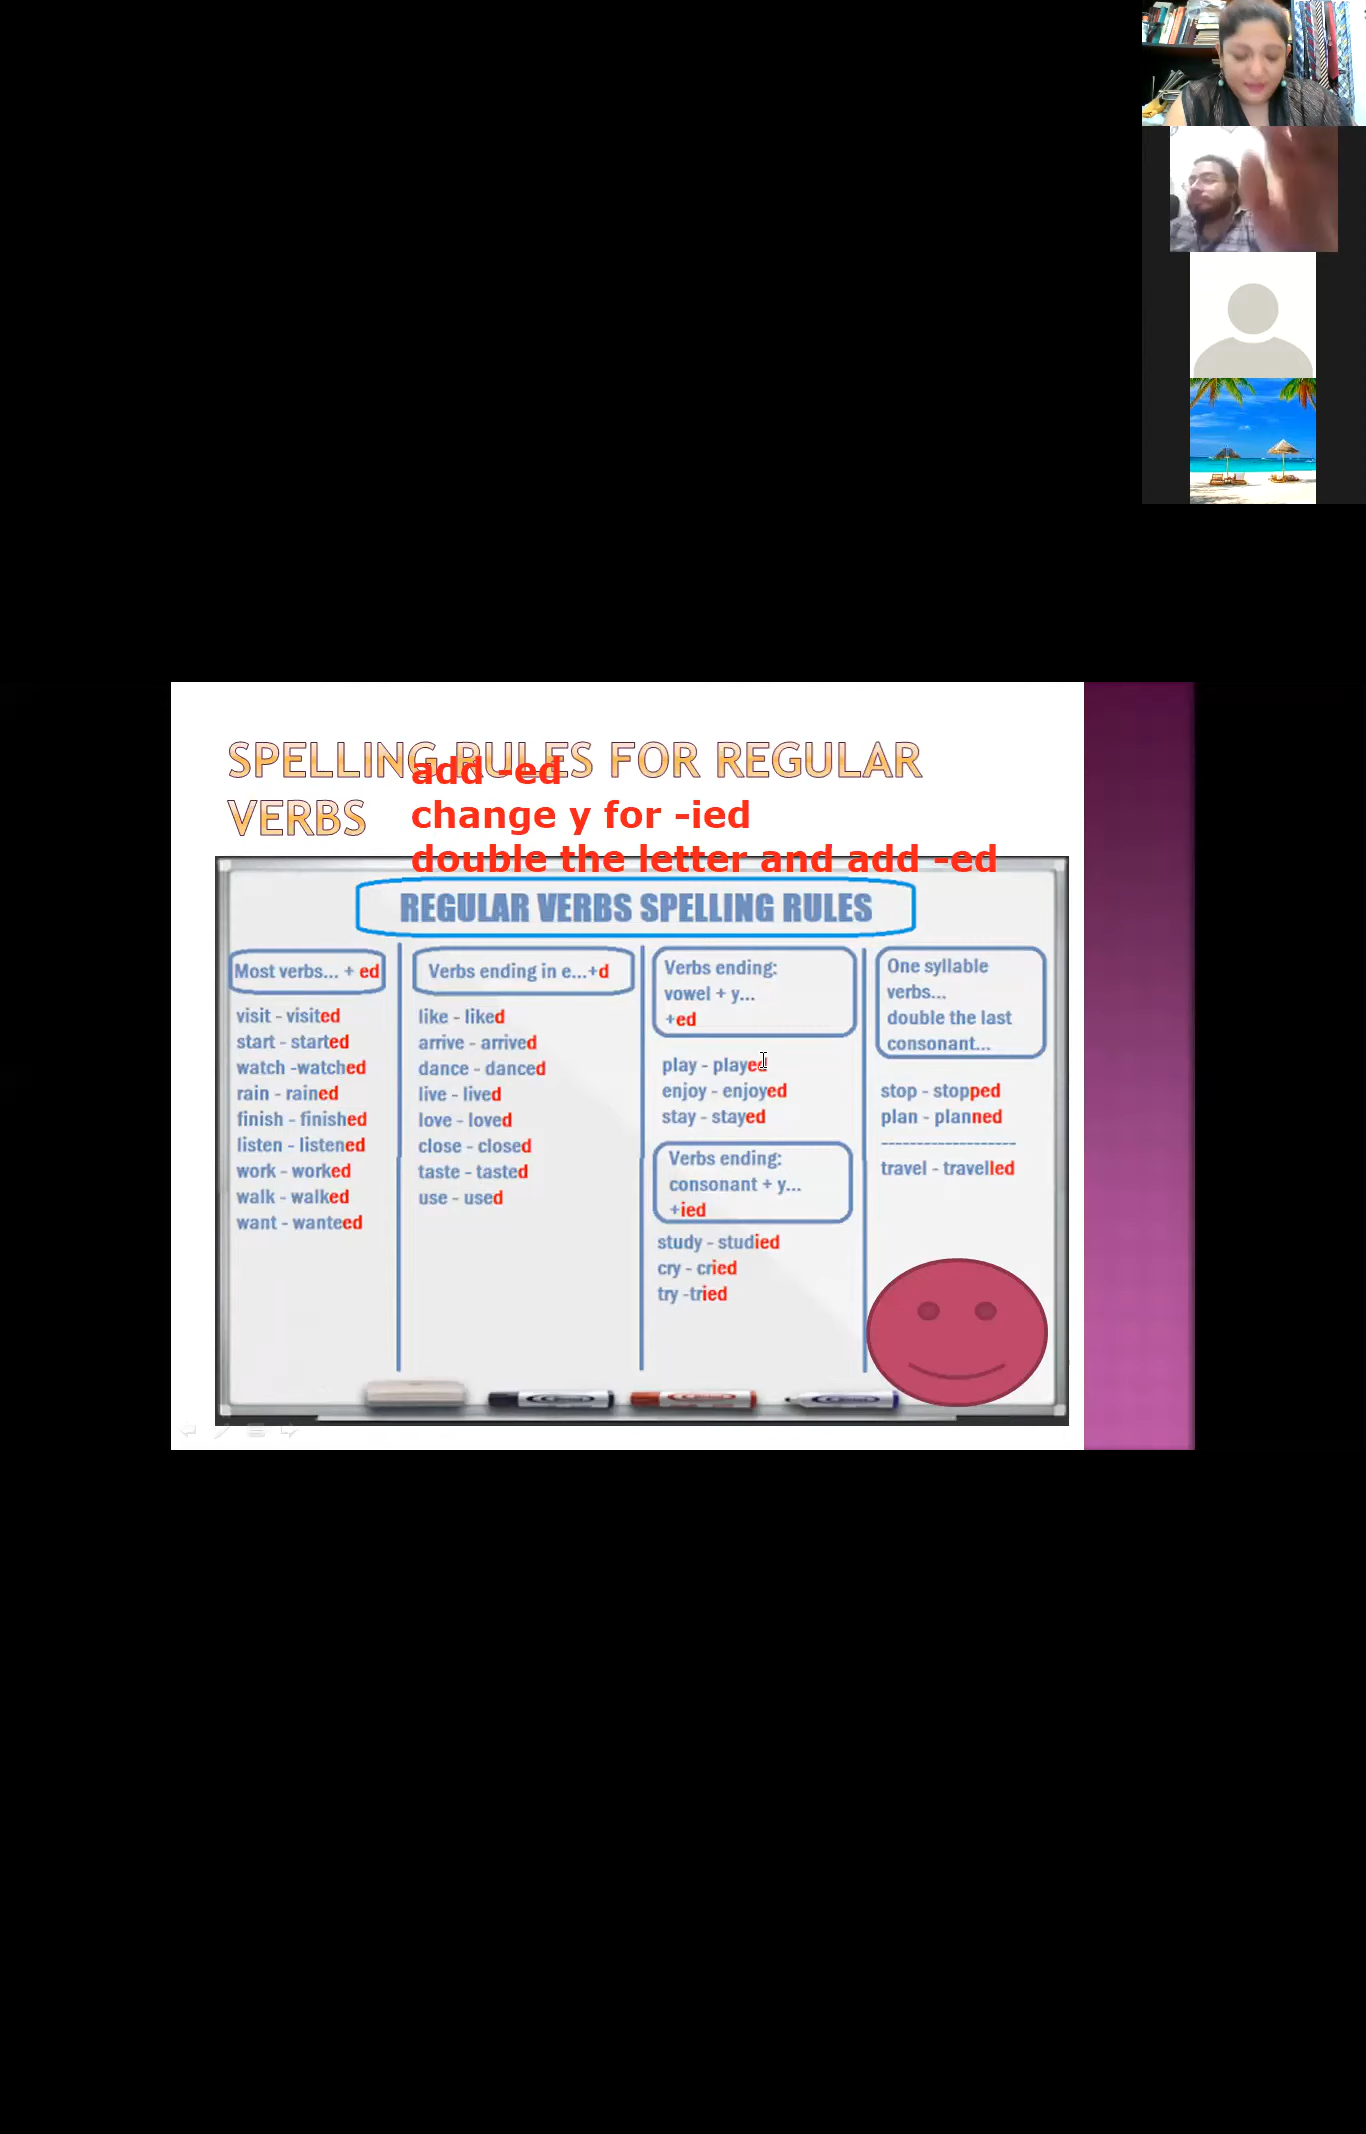 SPELLING RULES FOR REGULAR
VERBS
add -ed
change y for -ied
double the letter and add -ed
REGULAR VERBS SPELLING RULES
Most verbs... + ed
visit - visited
start - started
watch -watched
rain - rained
finish - finished
listen - listened
work - worked
walk - walked
want - wanteed
Verbs ending in e...+d
like - liked
arrive - arrived
dance - danced
live - lived
love - loved
close - closed
taste - tasted
use - used
Verbs ending:
vowel + y...
+ed
play - played
enjoy - enjoyed
stay - stayed
Verbs ending:
consonant + y...
+ied
study - studied
cry - cried
try -tried
One syllable
verbs...
double the last
consonant...
stop - stopped
plan - planned
--------------------
travel - travelled